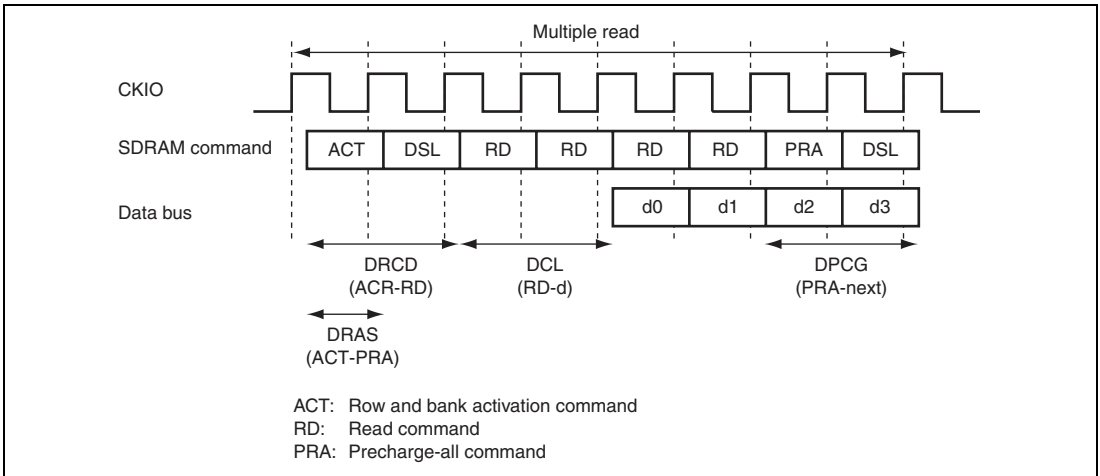 Multiple read
CKIO
SDRAM command ACT DSL RD RD RD RD PRA DSL
Data bus d0 d1 d2 d3
DRCD DCL DPCG
(ACR-RD) (RD-d) (PRA-next)
DRAS
(ACT-PRA)
ACT: Row and bank activation command
RD: Read command
PRA: Precharge-all command